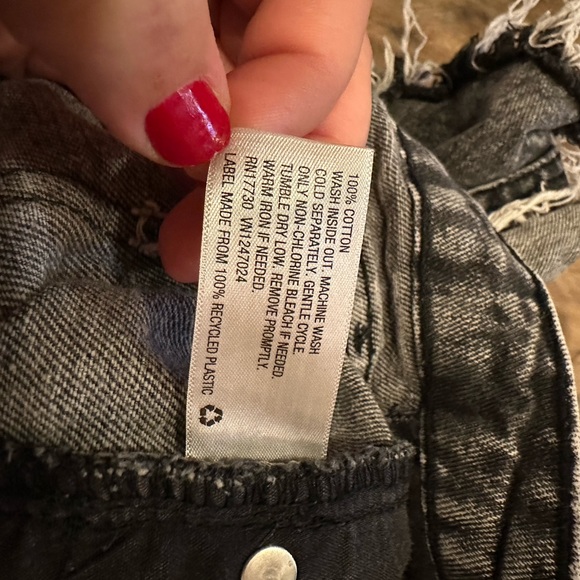 100% COTTON
WASH INSIDE OUT. MACHINE WASH
COLD SEPARATELY. GENTLE CYCLE.
ONLY NON-CHLORINE BLEACH IF NEEDED.
TUMBLE DRY LOW. REMOVE PROMPTLY.
WARM IRON IF NEEDED.
RN17730 VN1247024
LABEL MADE FROM 100% RECYCLED PLASTIC